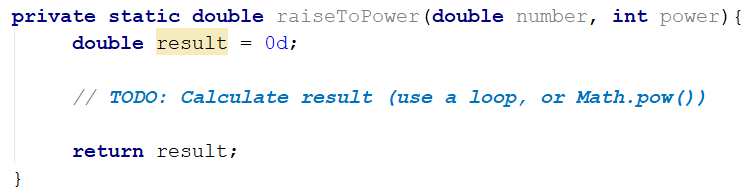 private static double raiseToPower(double number, int power){
double result = 0d;
// TODO: Calculate result (use a loop, or Math.pow())
return result;
}